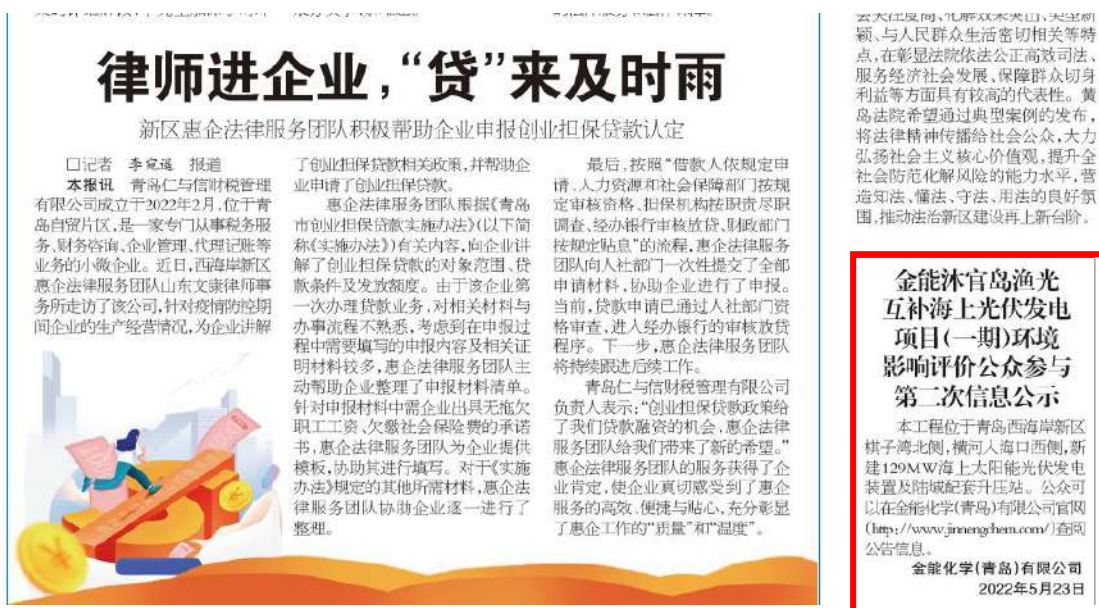 律师进企业,“贷”来及时雨
新区惠企法律服务团队积极帮助企业申报创业担保贷款认定
□记者 李宛遥 报道
本报讯 青岛仁与信财税管理
有限公司成立于2022年2月,位于青
岛自贸片区,是一家专门从事税务服
务、财务咨询、企业管理、代理记账等
业务的小微企业。近日,西海岸新区
惠企法律服务团队山东文康律师事
务所走访了该公司,针对疫情防控期
间企业的生产经营情况,为企业讲解
了创业担保贷款相关政策,并帮助企
业申请了创业担保贷款。
惠企法律服务团队根据《青岛
市创业担保贷款实施办法》(以下简
称《实施办法》)有关内容,向企业讲
解了创业担保贷款的对象范围、贷
款条件及发放额度。由于该企业第
一次办理贷款业务,对相关材料与
办事流程不熟悉,考虑到在申报过
程中需要填写的申报内容及相关证
明材料较多,惠企法律服务团队主
动帮助企业整理了申报材料清单。
针对申报材料中需企业出具无拖欠
职工工资、欠缴社会保险费的承诺
书,惠企法律服务团队为企业提供
模板,协助其进行填写。对于《实施
办法》规定的其他所需材料,惠企法
律服务团队协助企业逐一进行了
整理。
最后,按照“借款人依规定申
请、人力资源和社会保障部门按规
定审核资格、担保机构按职责尽职
调查、经办银行审核放贷、财政部门
按规定贴息”的流程,惠企法律服务
团队向人社部门一次性提交了全部
申请材料,协助企业进行了申报。
当前,贷款申请已通过人社部门资
格审查,进入经办银行的审核放贷
程序。下一步,惠企法律服务团队
将持续跟进后续工作。
青岛仁与信财税管理有限公司
负责人表示:“创业担保贷款政策给
了我们贷款融资的机会,惠企法律
服务团队给我们带来了新的希望。”
惠企法律服务团队的服务获得了企
业肯定,使企业真切感受到了惠企
服务的高效、便捷与贴心,充分彰显
了惠企工作的“质量”和“温度”。
颖、与人民群众生活密切相关等特
点,在彰显法院依法公正高效司法、
服务经济社会发展、保障群众切身
利益等方面具有较高的代表性。黄
岛法院希望通过典型案例的发布,
将法律精神传播给社会公众,大力
弘扬社会主义核心价值观,提升全
社会防范化解风险的能力水平,营
造知法、懂法、守法、用法的良好氛
围,推动法治新区建设再上新台阶。
金能沐官岛渔光
互补海上光伏发电
项目(一期)环境
影响评价公众参与
第二次信息公示
本工程位于青岛西海岸新区
棋子湾北侧,横河入海口西侧,新
建129MW海上太阳能光伏发电
装置及陆域配套升压站。公众可
以在金能化学(青岛)有限公司官网
(http://www.jinnengchem.com/)查阅
公告信息。
金能化学(青岛)有限公司
2022年5月23日